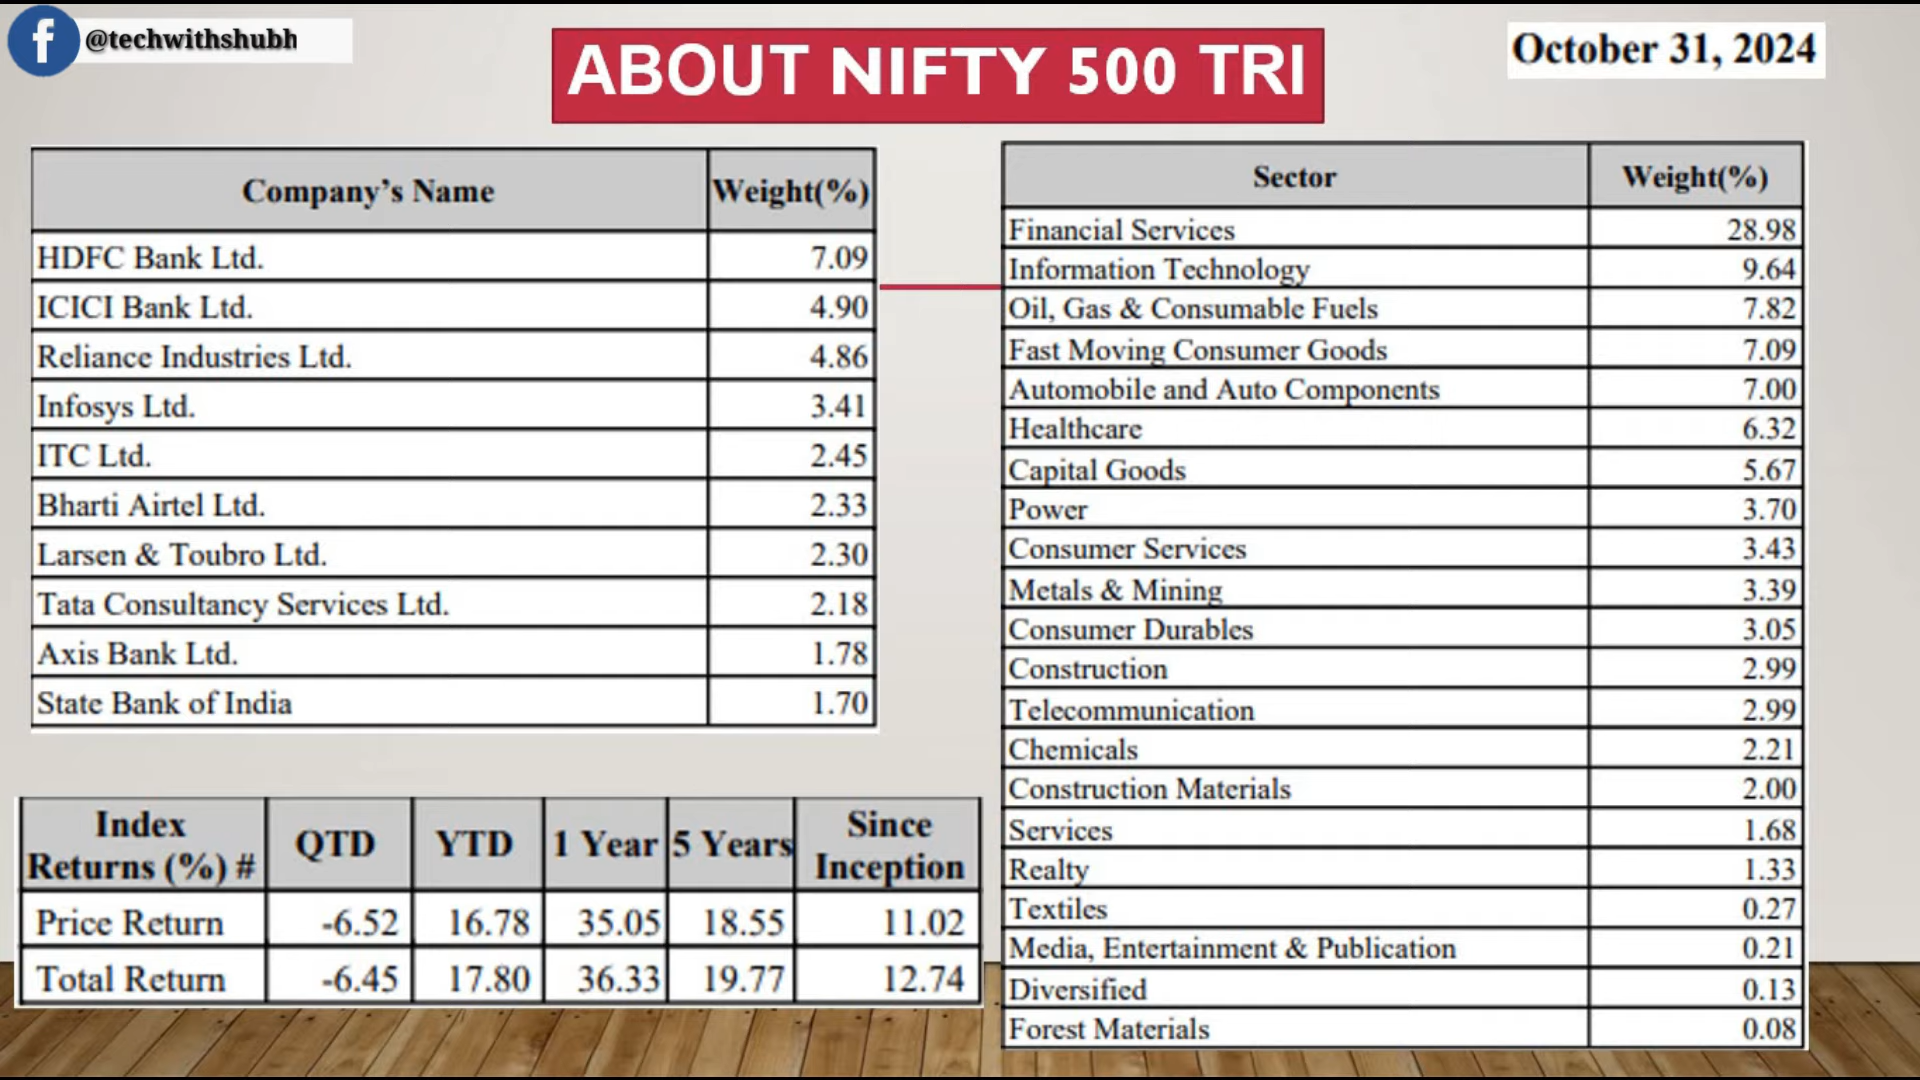 f @techwithshubh
ABOUT NIFTY 500 TRI
October 31, 2024
Company's Name Weight(%)
HDFC Bank Ltd. 7.09
ICICI Bank Ltd. 4.90
Reliance Industries Ltd. 4.86
Infosys Ltd. 3.41
ITC Ltd. 2.45
Bharti Airtel Ltd. 2.33
Larsen & Toubro Ltd. 2.30
Tata Consultancy Services Ltd. 2.18
Axis Bank Ltd. 1.78
State Bank of India 1.70
Index Returns (%) # QTD YTD 1 Year 5 Years Since Inception
Price Return -6.52 16.78 35.05 18.55 11.02
Total Return -6.45 17.80 36.33 19.77 12.74
Sector Weight(%)
Financial Services 28.98
Information Technology 9.64
Oil, Gas & Consumable Fuels 7.82
Fast Moving Consumer Goods 7.09
Automobile and Auto Components 7.00
Healthcare 6.32
Capital Goods 5.67
Power 3.70
Consumer Services 3.43
Metals & Mining 3.39
Consumer Durables 3.05
Construction 2.99
Telecommunication 2.99
Chemicals 2.21
Construction Materials 2.00
Services 1.68
Realty 1.33
Textiles 0.27
Media, Entertainment & Publication 0.21
Diversified 0.13
Forest Materials 0.08